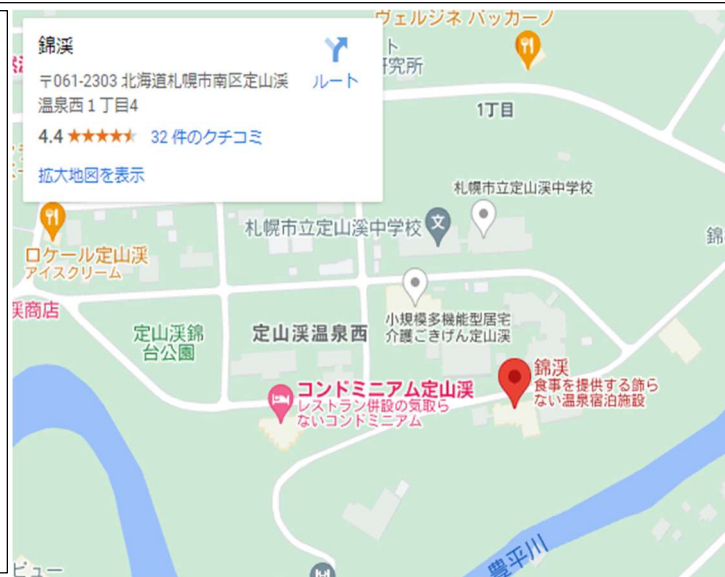 錦渓
〒061-2303 北海道札幌市南区定山渓
温泉西1丁目4
ルート
4.4
32 件のクチコミ
拡大地図を表示
ヴェルジネ バッカーノ
ト
研究所
1丁目
札幌市立定山渓中学校
札幌市立定山渓中学校
文
錦
ロケール定山渓
アイスクリーム
渓商店
定山渓錦
台公園
定山渓温泉西
小規模多機能型居宅
介護ごきげん定山渓
コンドミニアム定山渓
レストラン併設の気取ら
ないコンドミニアム
錦渓
食事を提供する飾ら
ない温泉宿泊施設
豊平川
ビュー